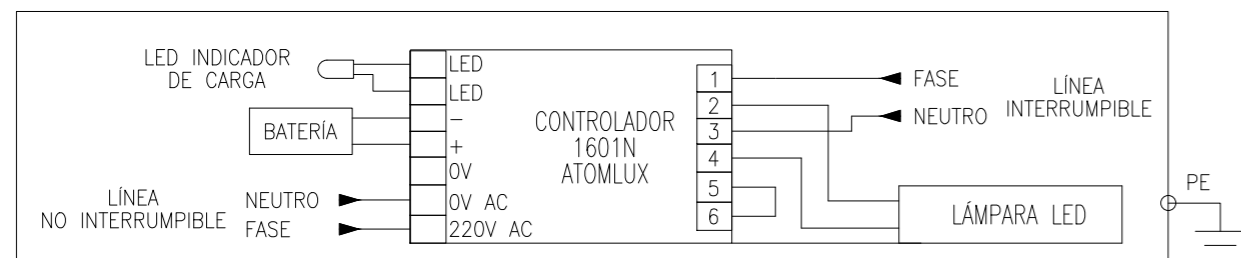 LED INDICADOR
DE CARGA
BATERÍA
LÍNEA
NO INTERRUMPIBLE
NEUTRO
FASE
LED
LED
-
+
0V
0V AC
220V AC
CONTROLADOR
1601N
ATOMLUX
1
2
3
4
5
6
FASE
NEUTRO
LÍNEA
INTERRUMPIBLE
LÁMPARA LED
PE